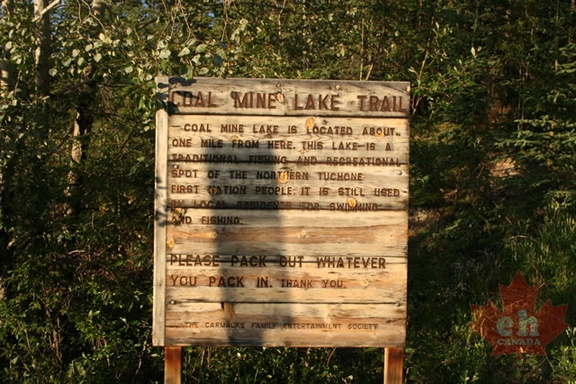 COAL MINE LAKE TRAIL
COAL MINE LAKE IS LOCATED ABOUT
ONE MILE FROM HERE. THIS LAKE IS A
TRADITIONAL FISHING AND RECREATIONAL
SPOT OF THE NORTHERN TUCHONE
FIRST NATION PEOPLE. IT IS STILL USED
BY LOCAL RESIDENTS FOR SWIMMING
AND FISHING.
PLEASE PACK OUT WHATEVER
YOU PACK IN. THANK YOU.
THE CARMACKS FAMILY ENTERTAINMENT SOCIETY
eh
CANADA